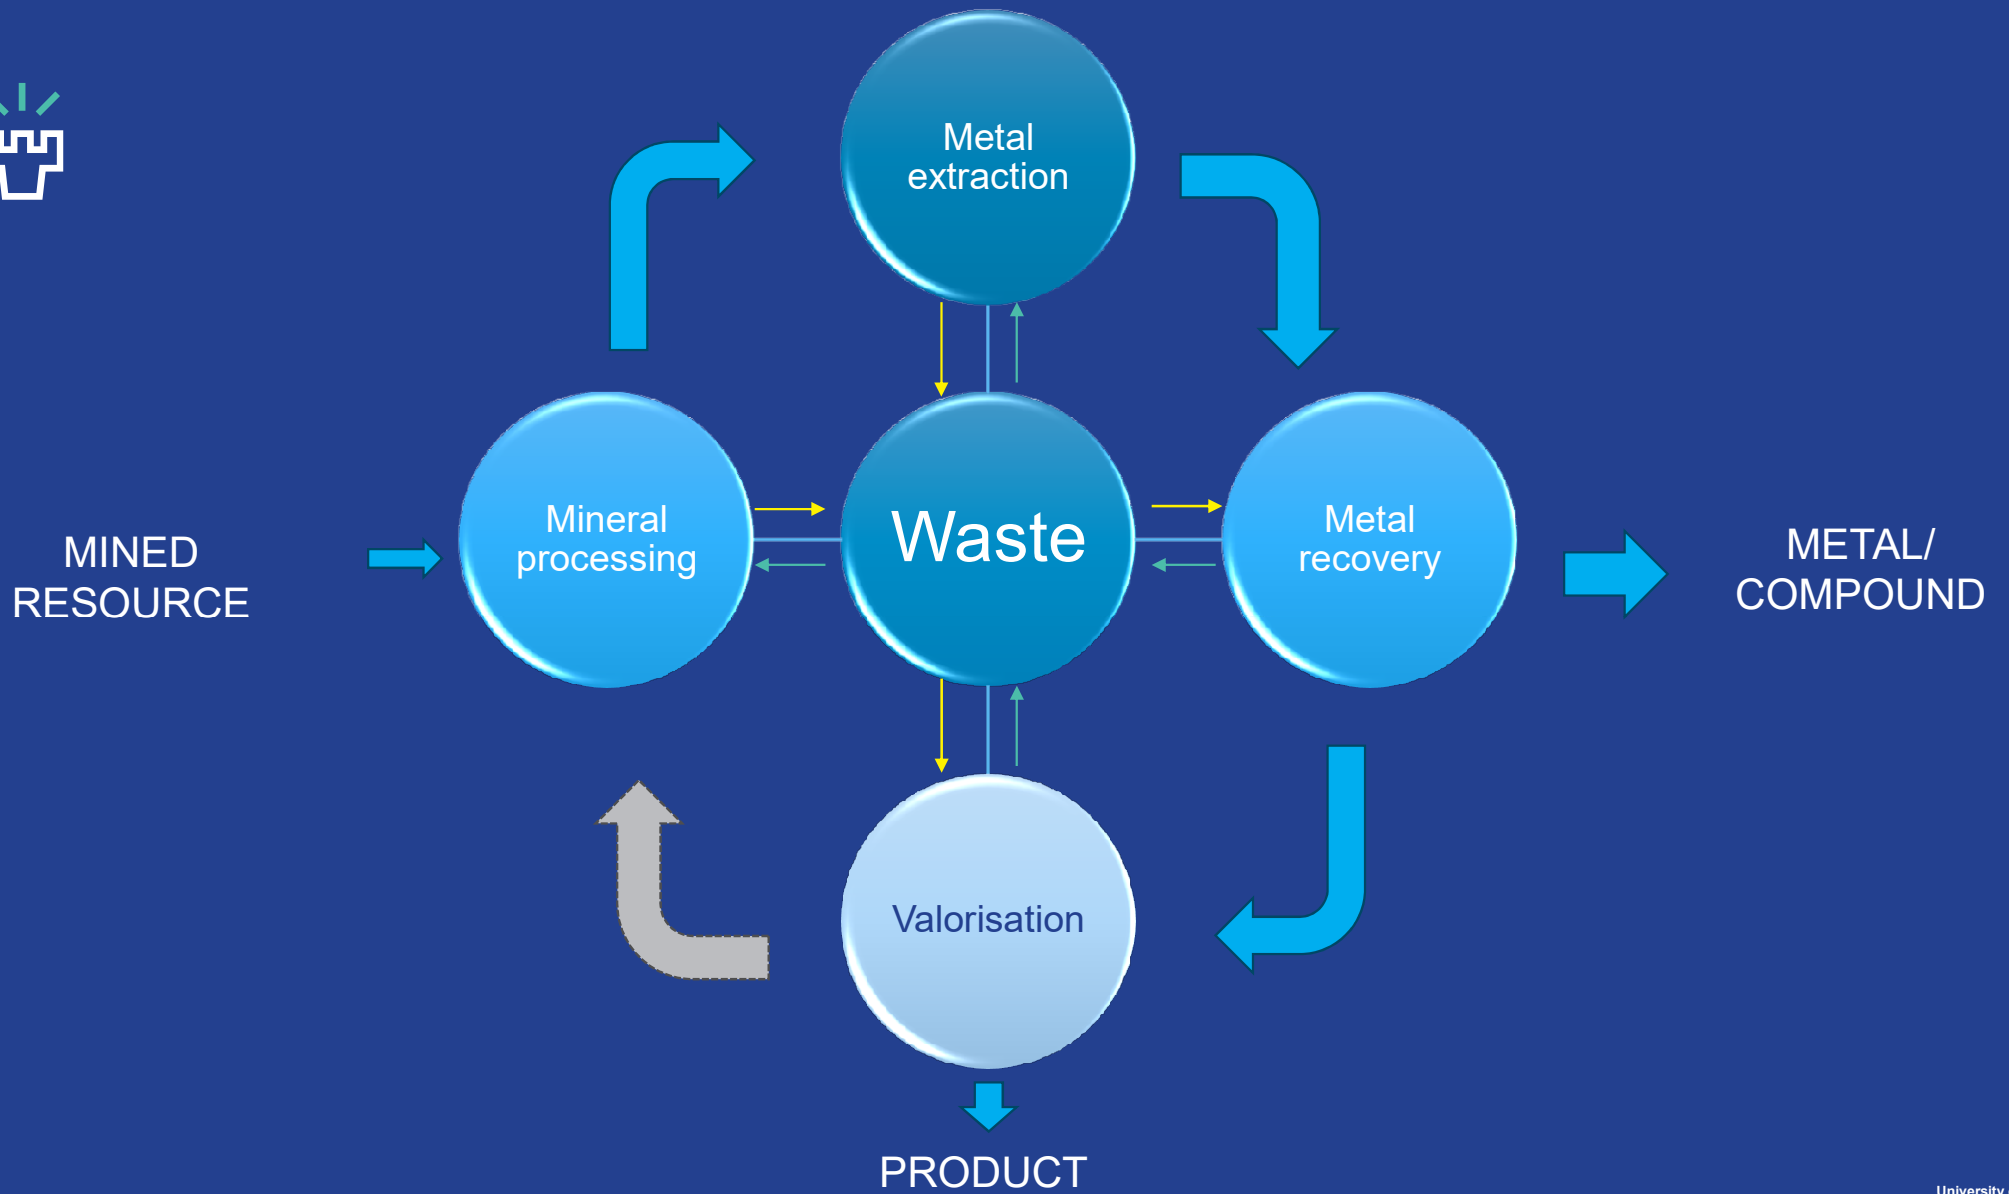 Metal
extraction
Mineral
processing
Waste
Metal
recovery
MINED
RESOURCE
METAL/
COMPOUND
Valorisation
PRODUCT
University